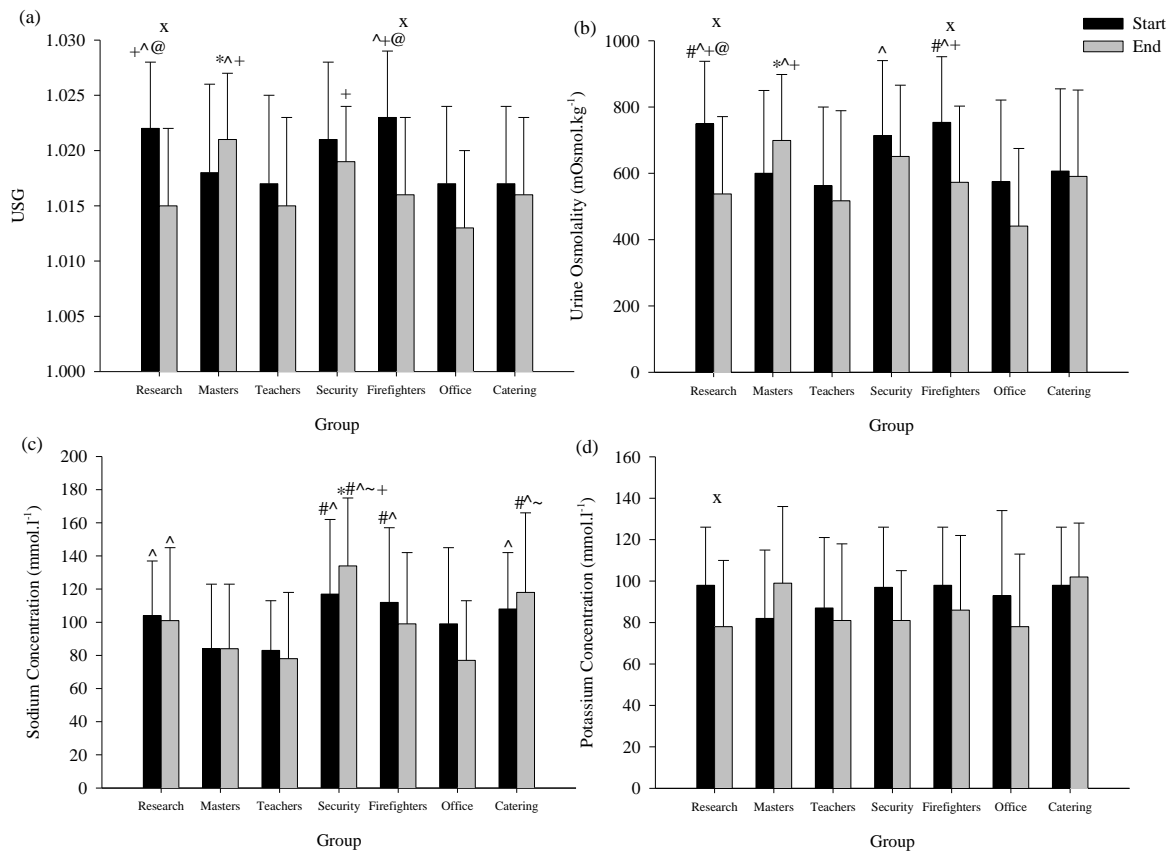 (a)
x
x
+^@
*^+
+
^+@
1.030
1.025
1.020
1.015
1.010
1.005
1.000
USG
Research Masters Teachers Security Firefighters Office Catering
Group
(b)
Start
End
x
x
#^+@
*^+
^
#^+
1000
800
600
400
200
0
Urine Osmolality (mOsmol.kg-1)
Research Masters Teachers Security Firefighters Office Catering
Group
(c)
200
180
160
140
120
100
80
60
40
20
0
^
^
#^
*#^~+
#^
^
#^~
Sodium Concentration (mmol.l-1)
Research Masters Teachers Security Firefighters Office Catering
Group
(d)
160
140
120
100
80
60
40
20
0
x
Potassium Concentration (mmol.l-1)
Research Masters Teachers Security Firefighters Office Catering
Group